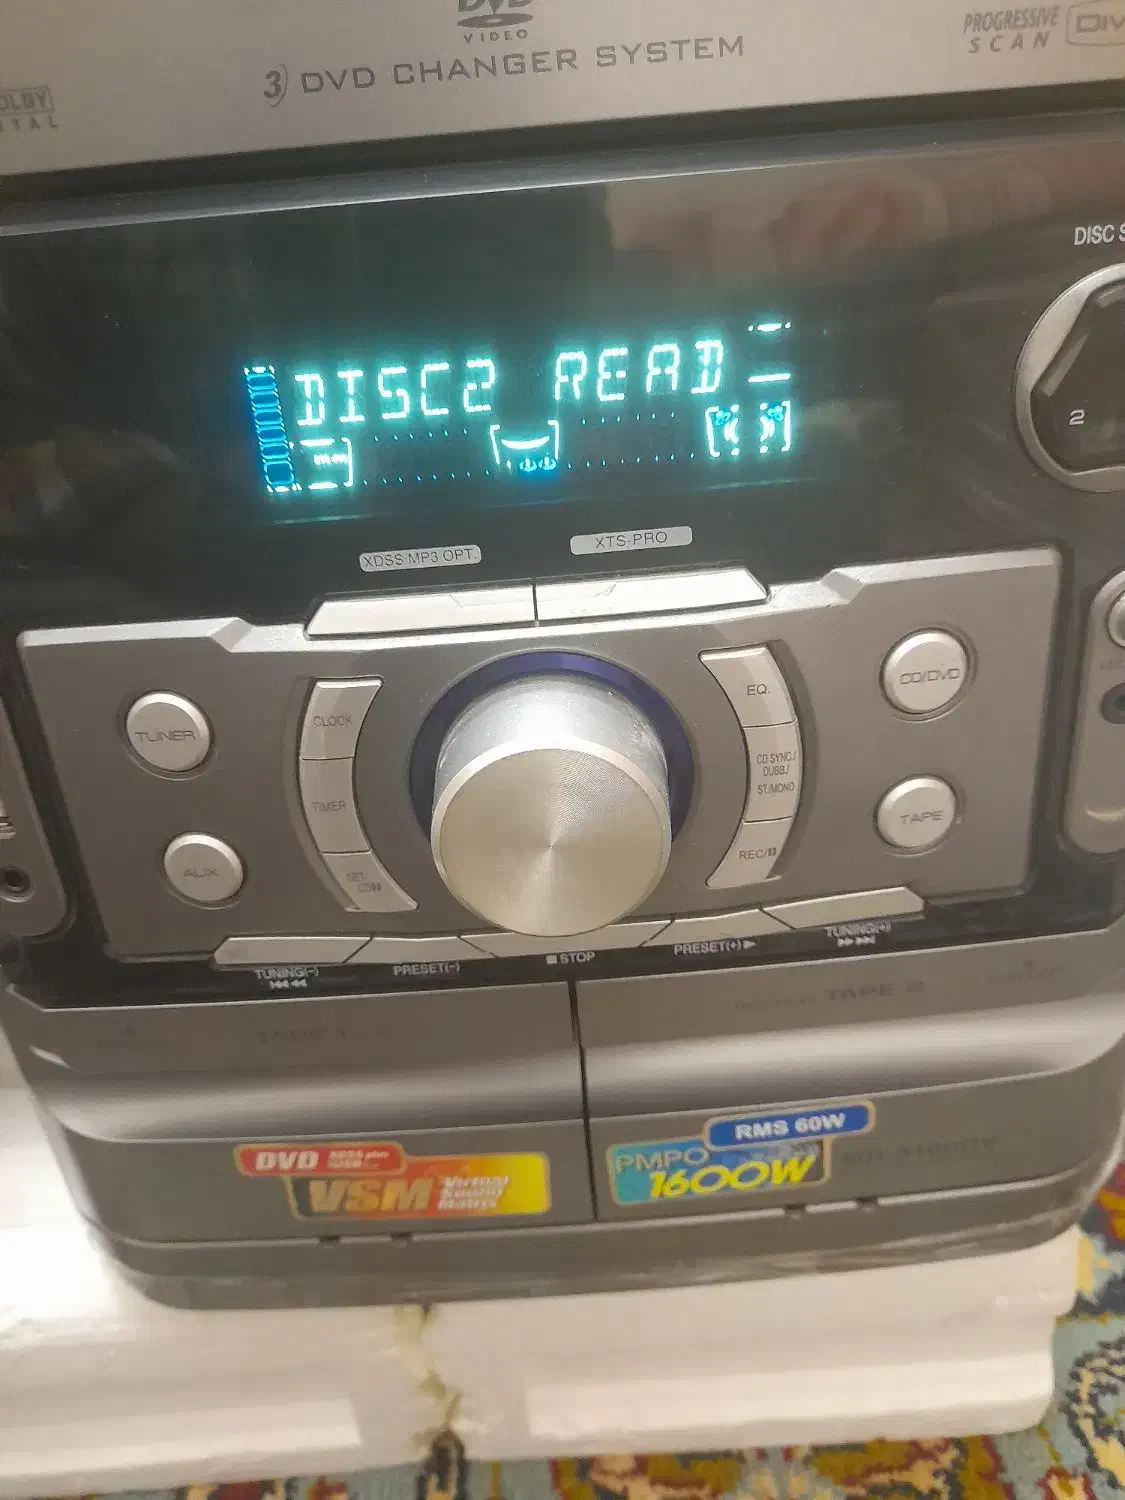 DVD
VIDEO
3 DVD CHANGER SYSTEM
PROGRESSIVE
SCAN
DISC
DISC2 READ
2
XDSS MP3 OPT.
XTS-PRO
TUNER
CLOCK
TIMER
AUX
EQ.
CD SYNC./
DUBB./
ST/MONO
REC/II
CD/DVD
TAPE
TUNING(-)
PRESET(-)
■STOP
PRESET(+)▶
TUNING(+)
TAPE 1
TAPE 2
DVD
VSM Virtual
Sound
Matrix
RMS 60W
PMPO
1600W